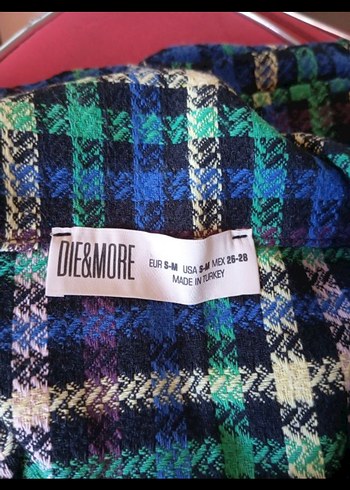 DIE&MORE
EUR S-M USA S-M MEX 26-28
MADE IN TURKEY